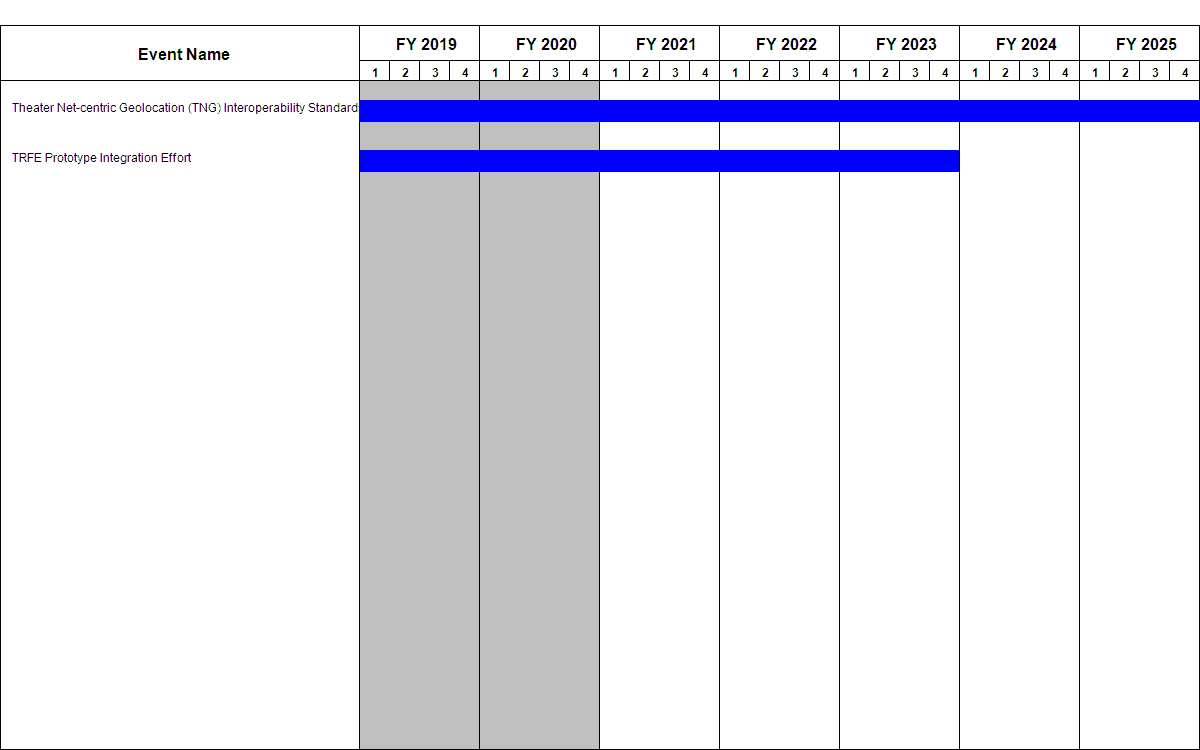 Event Name FY 2019 FY 2020 FY 2021 FY 2022 FY 2023 FY 2024 FY 2025
1 2 3 4 1 2 3 4 1 2 3 4 1 2 3 4 1 2 3 4 1 2 3 4 1 2 3 4
Theater Net-centric Geolocation (TNG) Interoperability Standard
TRFE Prototype Integration Effort